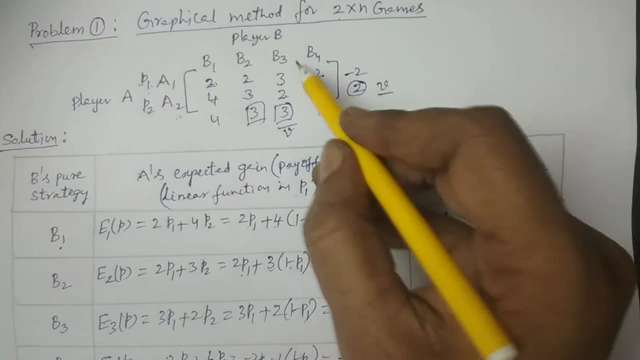 Problem ①: Graphical method for 2×n Games
Player B
B₁ B₂ B₃ B₄
P₁ A₁ 2 2 3 -2 -2
Player A P₂ A₂ 4 3 2 ② v
4 3 3
v
Solution:
B's pure strategy
A's expected gain (payoff
(linear function in P₁
B₁ E₁(P) = 2P₁+4P₂ = 2P₁+4(1-
B₂ E₂(P) = 2P₁+3P₂ = 2P₁+3(1-P₁)
B₃ E₃(P) = 3P₁+2P₂ = 3P₁+2(1-P₁) =